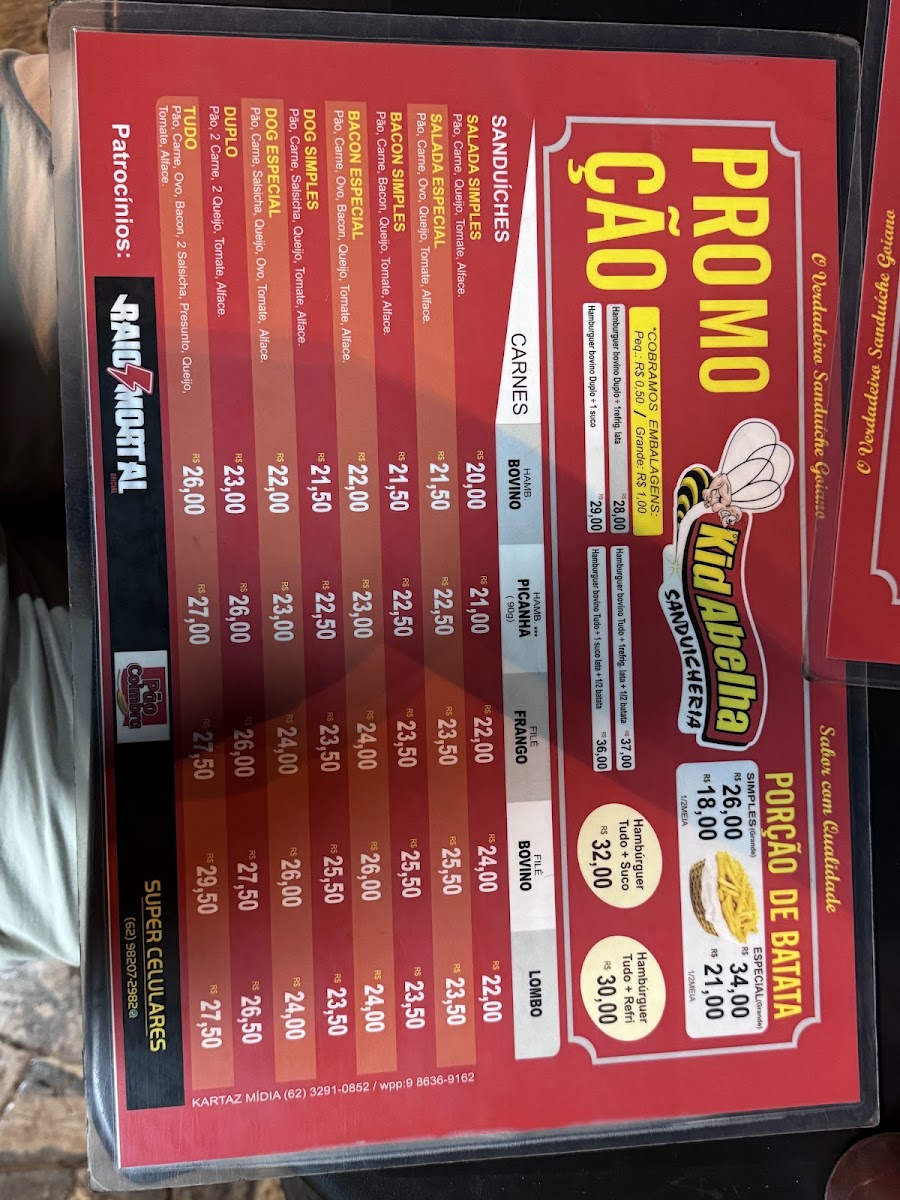 O Verdadeiro Sanduíche Goiano
Sabor com Qualidade
O Verdadeiro Sanduíche Goiano
PROMO
ÇÃO
*COBRAMOS EMBALAGENS:
Peq.: R$ 0,50 / Grande: R$ 1,00
Hamburguer bovino Duplo + 1refrig. lata R$ 28,00
Hamburguer bovino Duplo + 1 suco R$ 29,00
Kid Abelha
SANDUICHERIA
Hamburguer bovino Tudo + 1refrig. lata + 1/2 batata R$ 37,00
Hamburguer bovino Tudo + 1 suco lata + 1/2 batata R$ 36,00
PORÇÃO DE BATATA
SIMPLES(Grande)
R$ 26,00
R$ 18,00
1/2MEIA
ESPECIAL(Grande)
R$ 34,00
R$ 21,00
1/2MEIA
Hambúrguer
Tudo + Suco
R$ 32,00
Hambúrguer
Tudo + Refri
R$ 30,00
SANDUÍCHES CARNES
HAMB. BOVINO
HAMB. *** PICANHA (90g)
FILÉ FRANGO
FILÉ BOVINO
LOMBO
SALADA SIMPLES
Pão, Carne, Queijo, Tomate, Alface.
R$ 20,00 R$ 21,00 R$ 22,00 R$ 24,00 R$ 22,00
SALADA ESPECIAL
Pão, Carne, Ovo, Queijo, Tomate, Alface.
R$ 21,50 R$ 22,50 R$ 23,50 R$ 25,50 R$ 23,50
BACON SIMPLES
Pão, Carne, Bacon, Queijo, Tomate, Alface
R$ 21,50 R$ 22,50 R$ 23,50 R$ 25,50 R$ 23,50
BACON ESPECIAL
Pão, Carne, Ovo, Bacon, Queijo, Tomate, Alface.
R$ 22,00 R$ 23,00 R$ 24,00 R$ 26,00 R$ 24,00
DOG SIMPLES
Pão, Carne, Salsicha, Queijo, Tomate, Alface.
R$ 21,50 R$ 22,50 R$ 23,50 R$ 25,50 R$ 23,50
DOG ESPECIAL
Pão, Carne, Salsicha, Queijo, Ovo, Tomate, Alface.
R$ 22,00 R$ 23,00 R$ 24,00 R$ 26,00 R$ 24,00
DUPLO
Pão, 2 Carne, 2 Queijo, Tomate, Alface.
R$ 23,00 R$ 26,00 R$ 26,00 R$ 27,50 R$ 26,50
TUDO
Pão, Carne, Ovo, Bacon, 2 Salsicha, Presunto, Queijo,
Tomate, Alface.
R$ 26,00 R$ 27,00 R$ 27,50 R$ 29,50 R$ 27,50
KARTAZ MÍDIA (62) 3291-0852 / wpp:9 8636-9162
Patrocínios:
RAIO MORTAL
Pão Coimbra
SUPER CELULARES
(62) 98207-2982